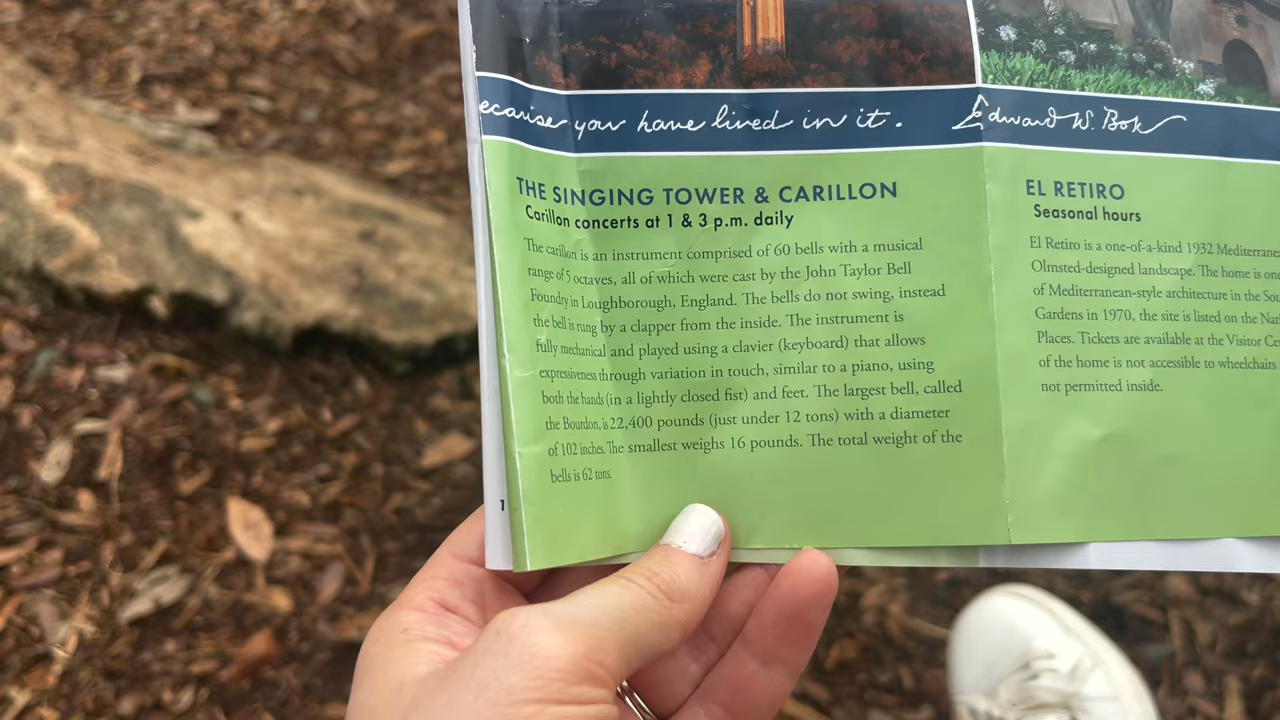 ecause you have lived in it. Edward W. Bok
THE SINGING TOWER & CARILLON
Carillon concerts at 1 & 3 p.m. daily
The carillon is an instrument comprised of 60 bells with a musical
range of 5 octaves, all of which were cast by the John Taylor Bell
Foundry in Loughborough, England. The bells do not swing, instead
the bell is rung by a clapper from the inside. The instrument is
fully mechanical and played using a clavier (keyboard) that allows
expressiveness through variation in touch, similar to a piano, using
both the hands (in a lightly closed fist) and feet. The largest bell, called
the Bourdon, is 22,400 pounds (just under 12 tons) with a diameter
of 102 inches. The smallest weighs 16 pounds. The total weight of the
bells is 62 tons.
EL RETIRO
Seasonal hours
El Retiro is a one-of-a-kind 1932 Mediterrane
Olmsted-designed landscape. The home is one
of Mediterranean-style architecture in the Sou
Gardens in 1970, the site is listed on the Nati
Places. Tickets are available at the Visitor Ce
of the home is not accessible to wheelchairs
not permitted inside.
1